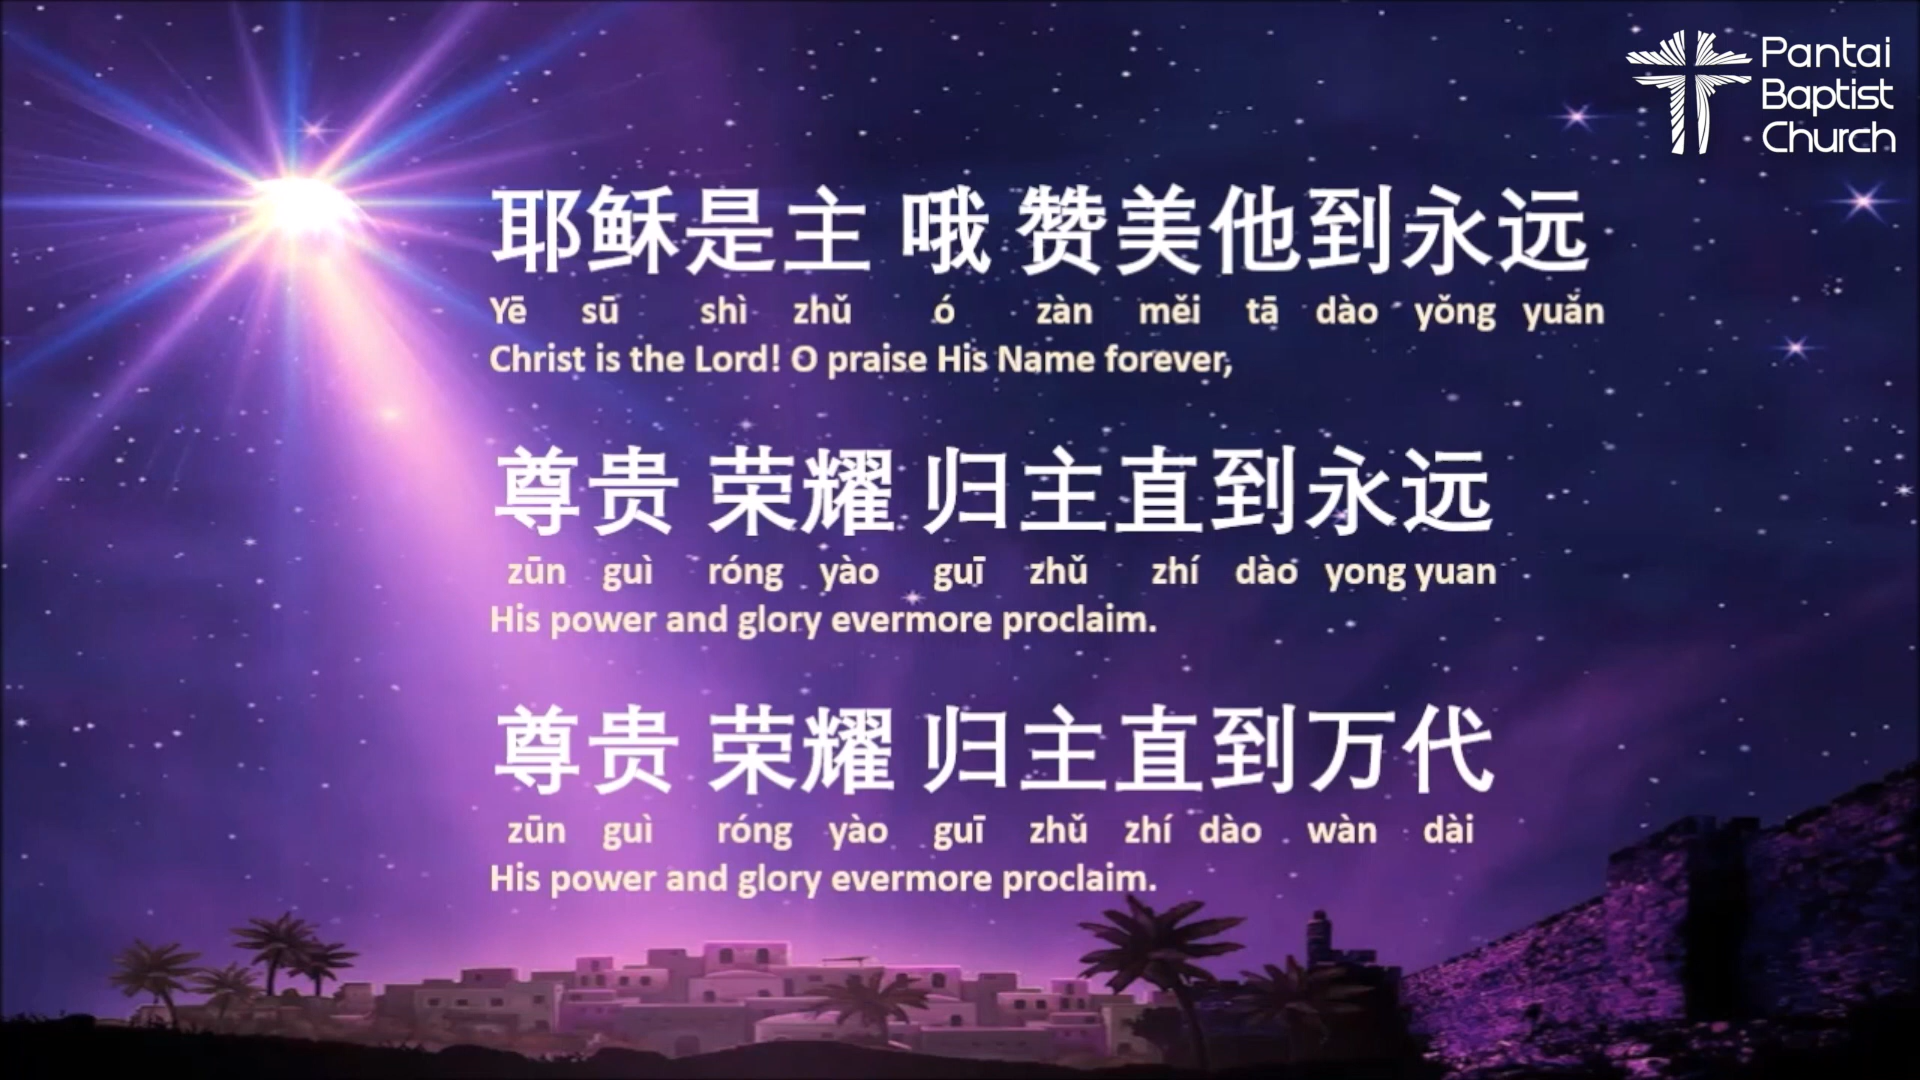 Pantai
Baptist
Church
耶稣是主 哦 赞美他到永远
Yē sū shì zhǔ ó zàn měi tā dào yǒng yuǎn
Christ is the Lord! O praise His Name forever,
尊贵 荣耀 归主直到永远
zūn guì róng yào guī zhǔ zhí dào yong yuan
His power and glory evermore proclaim.
尊贵 荣耀 归主直到万代
zūn guì róng yào guī zhǔ zhí dào wàn dài
His power and glory evermore proclaim.